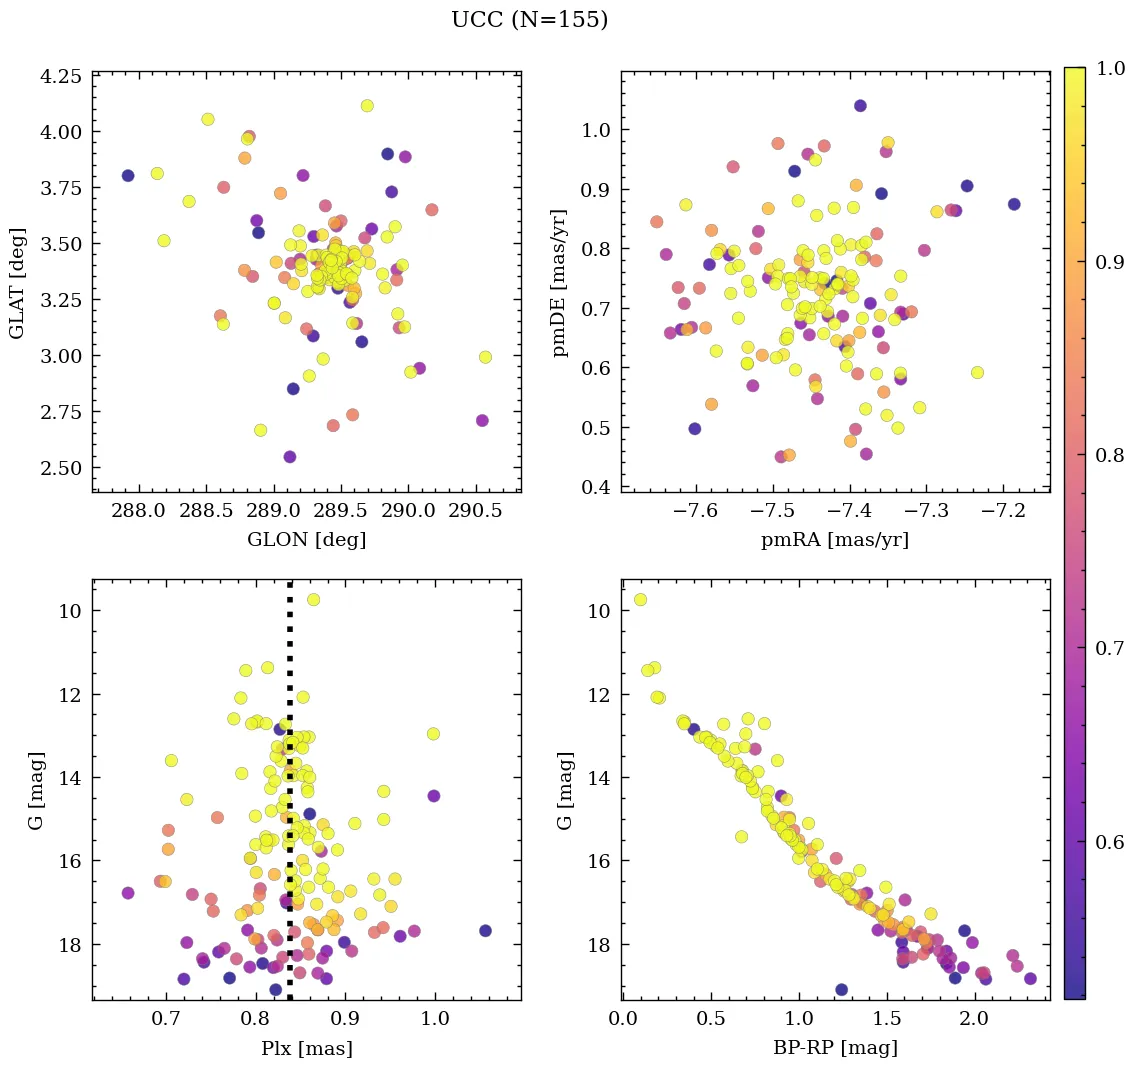 UCC (N=155)
4.25
4.00
3.75
3.50
3.25
3.00
2.75
2.50
GLAT [deg]
288.0 288.5 289.0 289.5 290.0 290.5
GLON [deg]
1.0
0.9
0.8
0.7
0.6
0.5
0.4
pmDE [mas/yr]
−7.6 −7.5 −7.4 −7.3 −7.2
pmRA [mas/yr]
10
12
14
16
18
G [mag]
0.7 0.8 0.9 1.0
Plx [mas]
10
12
14
16
18
G [mag]
0.0 0.5 1.0 1.5 2.0
BP-RP [mag]
1.0
0.9
0.8
0.7
0.6